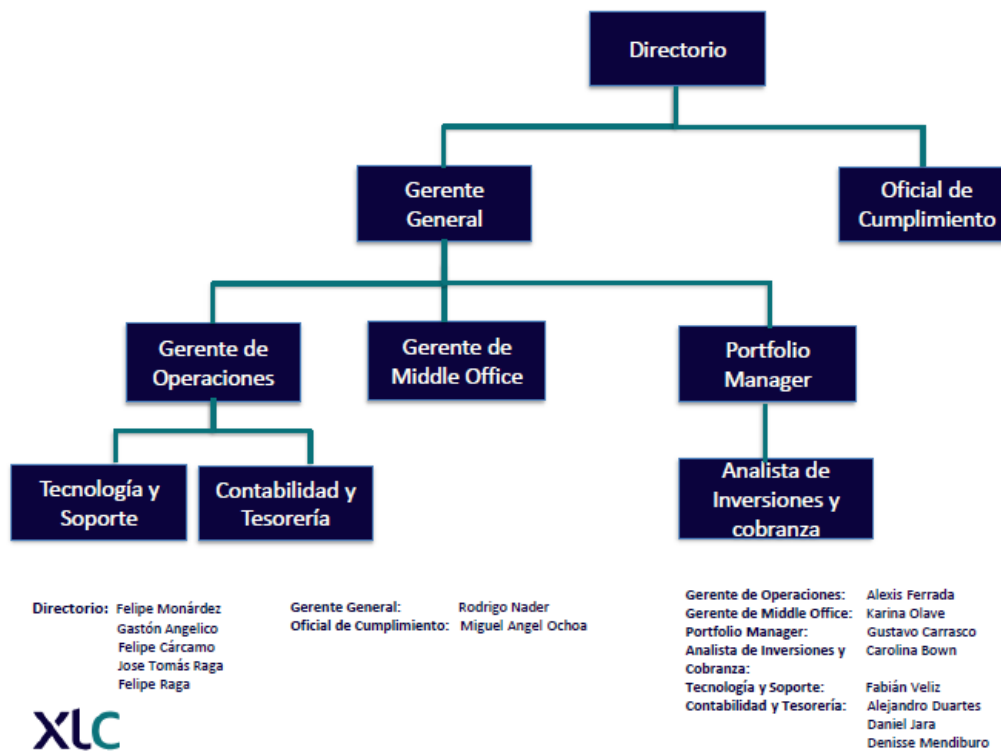 Directorio
Gerente
General
Oficial de
Cumplimiento
Gerente de
Operaciones
Gerente de
Middle Office
Portfolio
Manager
Tecnología y
Soporte
Contabilidad y
Tesorería
Analista de
Inversiones y
cobranza
Directorio: Felipe Monárdez
Gastón Angelico
Felipe Cárcamo
Jose Tomás Raga
Felipe Raga
Gerente General: Rodrigo Nader
Oficial de Cumplimiento: Miguel Angel Ochoa
Gerente de Operaciones: Alexis Ferrada
Gerente de Middle Office: Karina Olave
Portfolio Manager: Gustavo Carrasco
Analista de Inversiones y Carolina Bown
Cobranza:
Tecnología y Soporte: Fabián Veliz
Contabilidad y Tesorería: Alejandro Duartes
Daniel Jara
Denisse Mendiburo
XLC